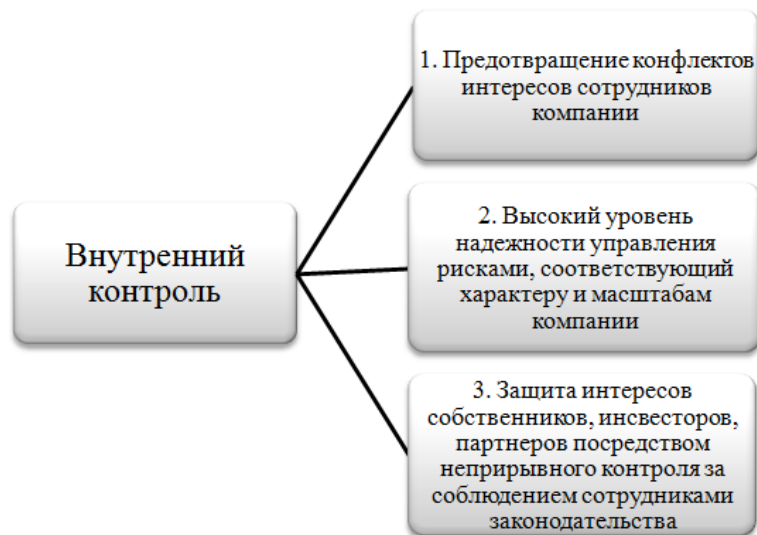 Внутренний
контроль
1. Предотвращение конфлектов
интересов сотрудников
компании
2. Высокий уровень
надежности управления
рисками, соответствующий
характеру и масштабам
компании
3. Защита интересов
собственников, инсвесторов,
партнеров посредством
неприрывного контроля за
соблюдением сотрудниками
законодательства